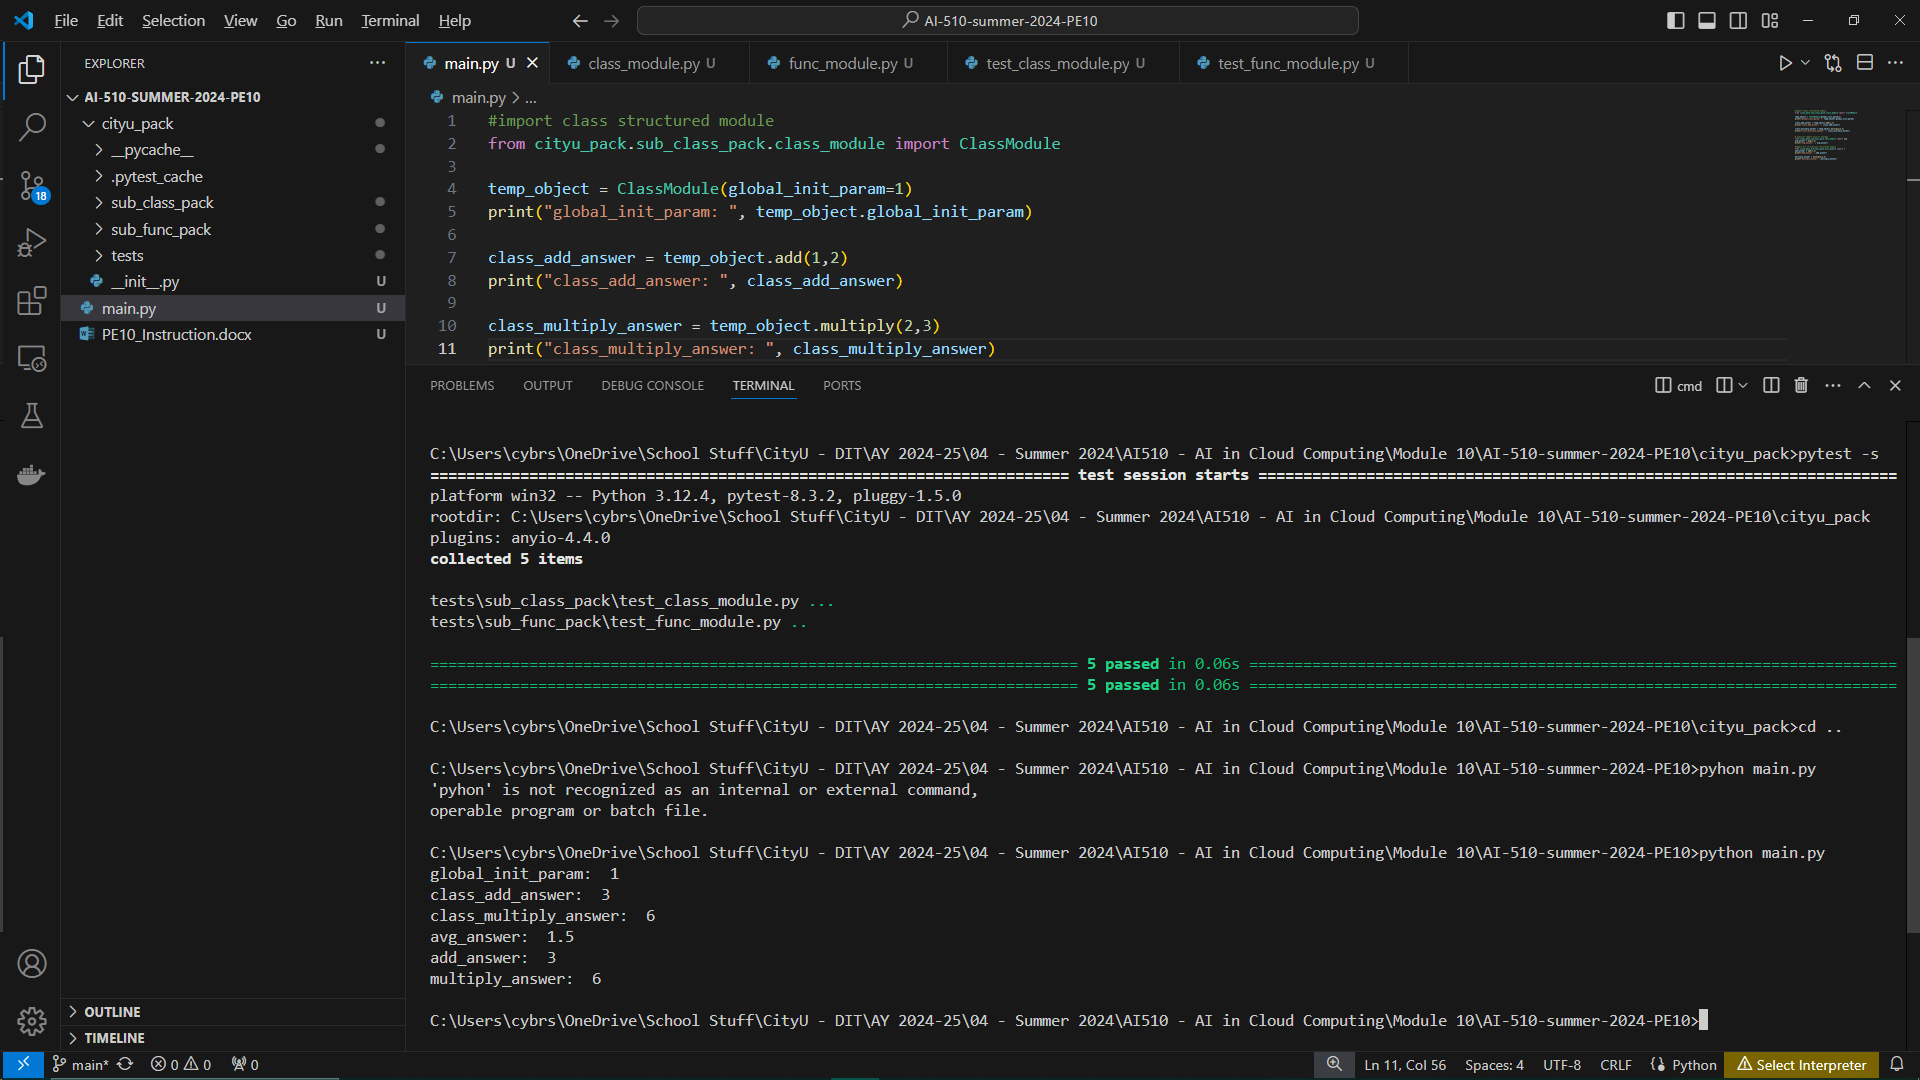 File Edit Selection View Go Run Terminal Help
AI-510-summer-2024-PE10
EXPLORER
AI-510-SUMMER-2024-PE10
cityu_pack
__pycache__
.pytest_cache
sub_class_pack
sub_func_pack
tests
__init__.py U
main.py U
PE10_Instruction.docx U
18
OUTLINE
TIMELINE
main.py U class_module.py U func_module.py U test_class_module.py U test_func_module.py U
main.py > ...
1 #import class structured module
2 from cityu_pack.sub_class_pack.class_module import ClassModule
3
4 temp_object = ClassModule(global_init_param=1)
5 print("global_init_param: ", temp_object.global_init_param)
6
7 class_add_answer = temp_object.add(1,2)
8 print("class_add_answer: ", class_add_answer)
9
10 class_multiply_answer = temp_object.multiply(2,3)
11 print("class_multiply_answer: ", class_multiply_answer)
PROBLEMS OUTPUT DEBUG CONSOLE TERMINAL PORTS
cmd
C:\Users\cybrs\OneDrive\School Stuff\CityU - DIT\AY 2024-25\04 - Summer 2024\AI510 - AI in Cloud Computing\Module 10\AI-510-summer-2024-PE10\cityu_pack>pytest -s
======================================================================= test session starts =======================================================================
platform win32 -- Python 3.12.4, pytest-8.3.2, pluggy-1.5.0
rootdir: C:\Users\cybrs\OneDrive\School Stuff\CityU - DIT\AY 2024-25\04 - Summer 2024\AI510 - AI in Cloud Computing\Module 10\AI-510-summer-2024-PE10\cityu_pack
plugins: anyio-4.4.0
collected 5 items
tests\sub_class_pack\test_class_module.py ...
tests\sub_func_pack\test_func_module.py ..
======================================================================== 5 passed in 0.06s ========================================================================
======================================================================== 5 passed in 0.06s ========================================================================
C:\Users\cybrs\OneDrive\School Stuff\CityU - DIT\AY 2024-25\04 - Summer 2024\AI510 - AI in Cloud Computing\Module 10\AI-510-summer-2024-PE10\cityu_pack>cd ..
C:\Users\cybrs\OneDrive\School Stuff\CityU - DIT\AY 2024-25\04 - Summer 2024\AI510 - AI in Cloud Computing\Module 10\AI-510-summer-2024-PE10>pyhon main.py
'pyhon' is not recognized as an internal or external command,
operable program or batch file.
C:\Users\cybrs\OneDrive\School Stuff\CityU - DIT\AY 2024-25\04 - Summer 2024\AI510 - AI in Cloud Computing\Module 10\AI-510-summer-2024-PE10>python main.py
global_init_param:  1
class_add_answer:  3
class_multiply_answer:  6
avg_answer:  1.5
add_answer:  3
multiply_answer:  6
C:\Users\cybrs\OneDrive\School Stuff\CityU - DIT\AY 2024-25\04 - Summer 2024\AI510 - AI in Cloud Computing\Module 10\AI-510-summer-2024-PE10>
main* 0 0 0 Ln 11, Col 56 Spaces: 4 UTF-8 CRLF Python Select Interpreter